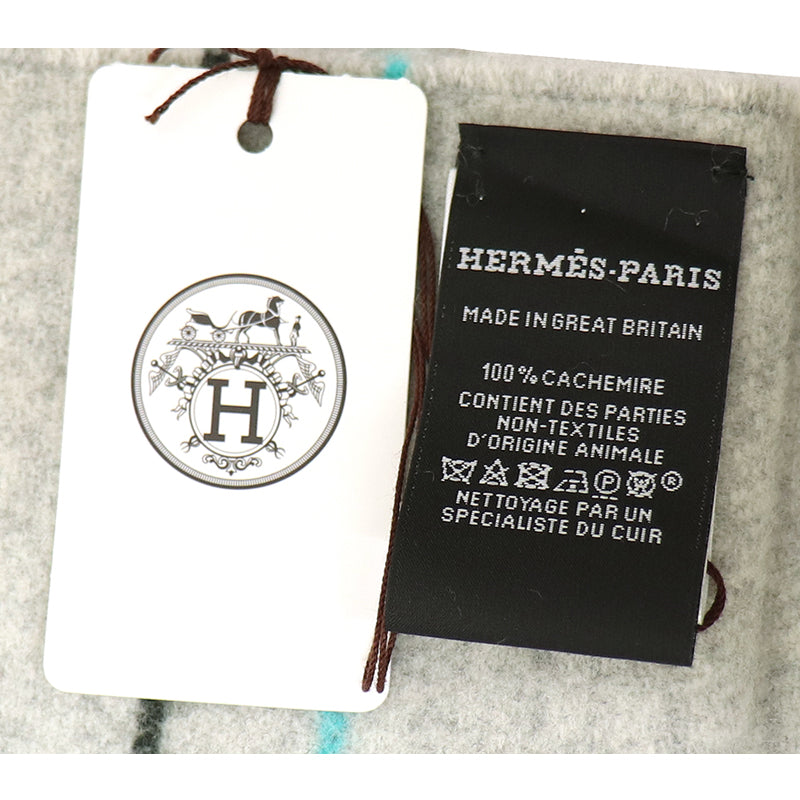 H
HERMÈS-PARIS
MADE IN GREAT BRITAIN
100% CACHEMIRE
CONTIENT DES PARTIES
NON-TEXTILES
D'ORIGINE ANIMALE
P W ®
NETTOYAGE PAR UN
SPECIALISTE DU CUIR